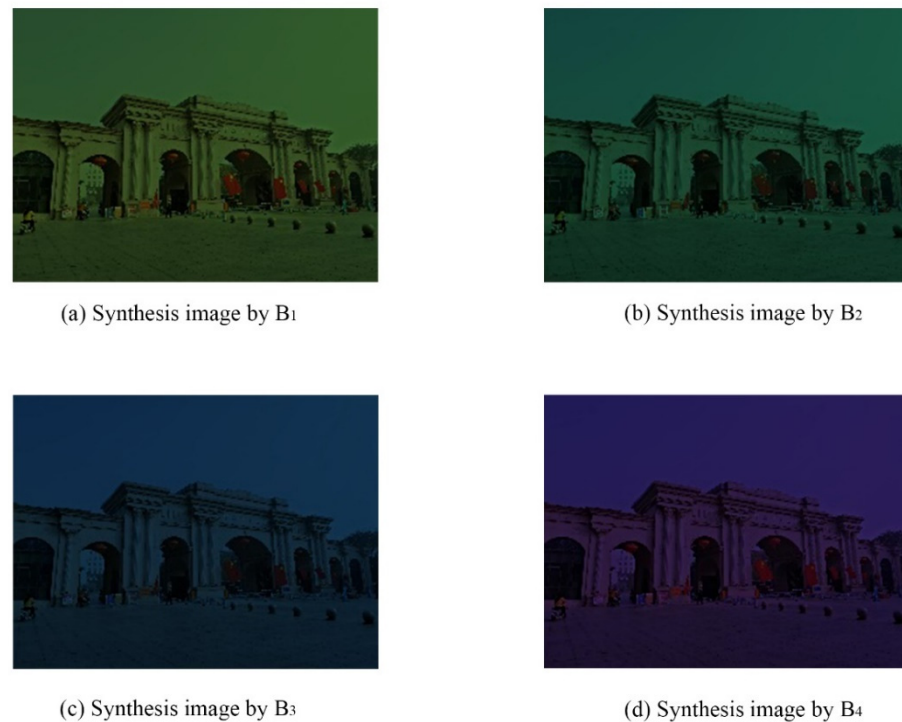 (a) Synthesis image by B₁
(b) Synthesis image by B₂
(c) Synthesis image by B₃
(d) Synthesis image by B₄